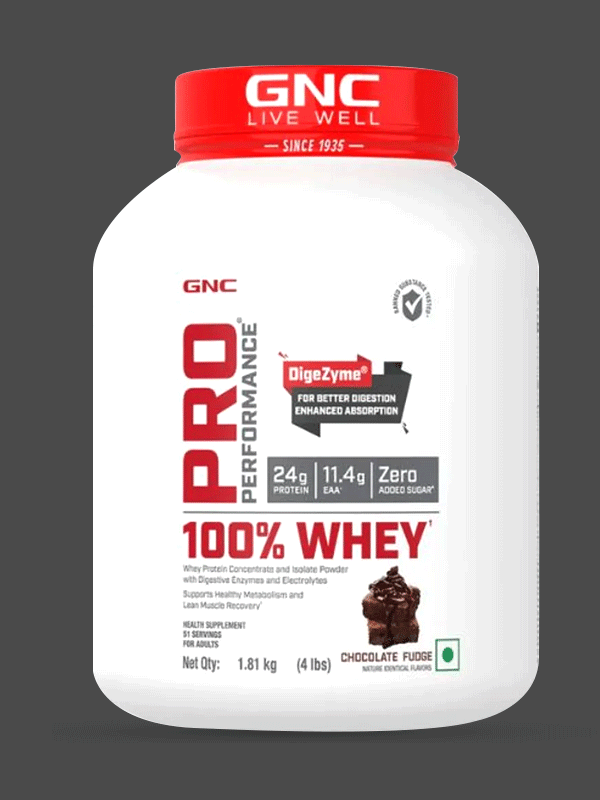 GNC
LIVE WELL
— SINCE 1935 —
GNC
BANNED SUBSTANCE TESTED
PRO
PERFORMANCE®
DigeZyme®
FOR BETTER DIGESTION
ENHANCED ABSORPTION
24g PROTEIN
11.4g EAA
Zero ADDED SUGAR*
100% WHEY†
Whey Protein Concentrate and Isolate Powder
with Digestive Enzymes and Electrolytes
Supports Healthy Metabolism and
Lean Muscle Recovery†
HEALTH SUPPLEMENT
51 SERVINGS
FOR ADULTS
Net Qty: 1.81 kg (4 lbs)
CHOCOLATE FUDGE
NATURE IDENTICAL FLAVORS